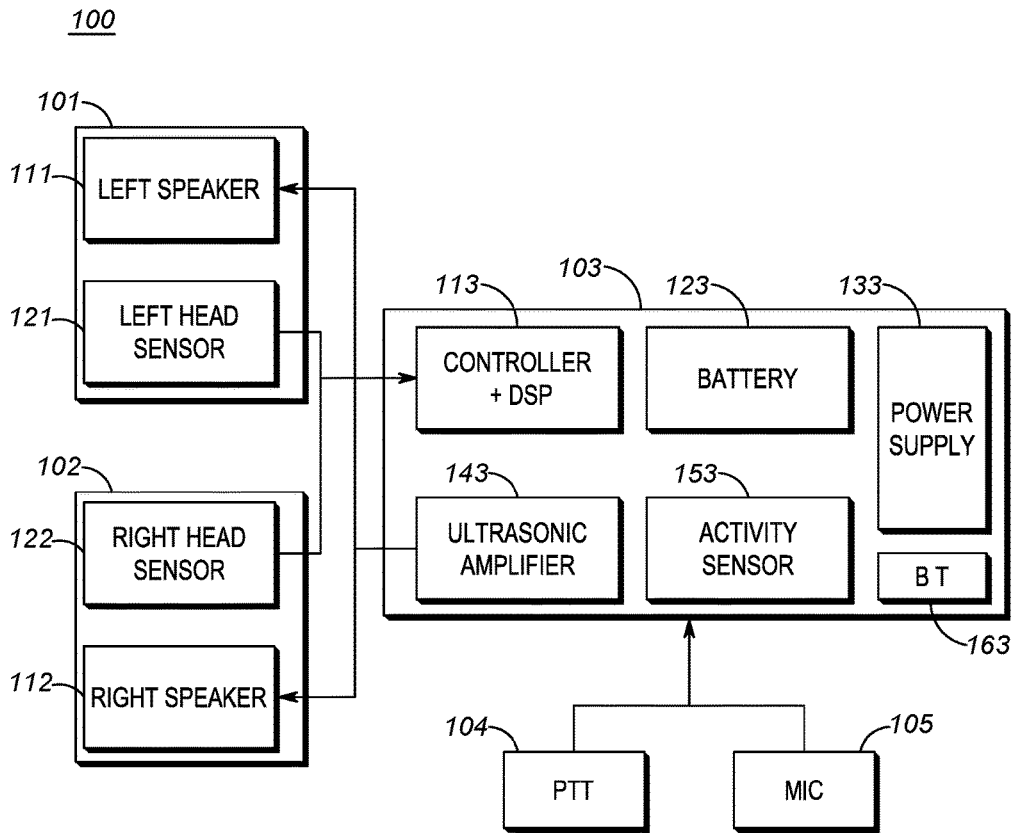 100
101
111
LEFT SPEAKER
121
LEFT HEAD
SENSOR
102
122
RIGHT HEAD
SENSOR
112
RIGHT SPEAKER
103
113
CONTROLLER
+ DSP
123
BATTERY
133
POWER
SUPPLY
143
ULTRASONIC
AMPLIFIER
153
ACTIVITY
SENSOR
B T
163
104
PTT
105
MIC